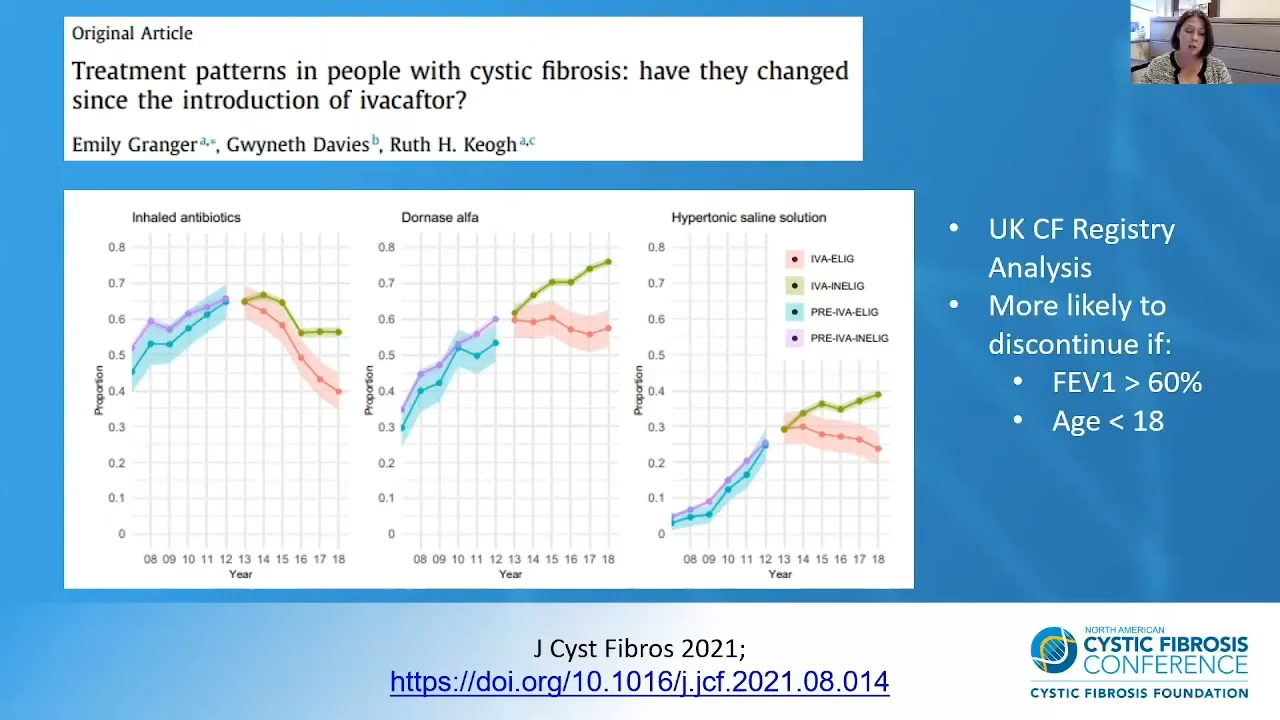 Original Article
Treatment patterns in people with cystic fibrosis: have they changed
since the introduction of ivacaftor?
Emily Granger a,*, Gwyneth Davies b, Ruth H. Keogh a,c
Inhaled antibiotics
0.8
0.7
0.6
0.5
0.4
0.3
0.2
0.1
0
Proportion
08 09 10 11 12 13 14 15 16 17 18
Year
Dornase alfa
0.8
0.7
0.6
0.5
0.4
0.3
0.2
0.1
0
Proportion
08 09 10 11 12 13 14 15 16 17 18
Year
Hypertonic saline solution
0.8
0.7
0.6
0.5
0.4
0.3
0.2
0.1
0
Proportion
IVA-ELIG
IVA-INELIG
PRE-IVA-ELIG
PRE-IVA-INELIG
08 09 10 11 12 13 14 15 16 17 18
Year
• UK CF Registry
Analysis
• More likely to
discontinue if:
• FEV1 > 60%
• Age < 18
J Cyst Fibros 2021;
https://doi.org/10.1016/j.jcf.2021.08.014
NORTH AMERICAN
CYSTIC FIBROSIS
CONFERENCE
CYSTIC FIBROSIS FOUNDATION